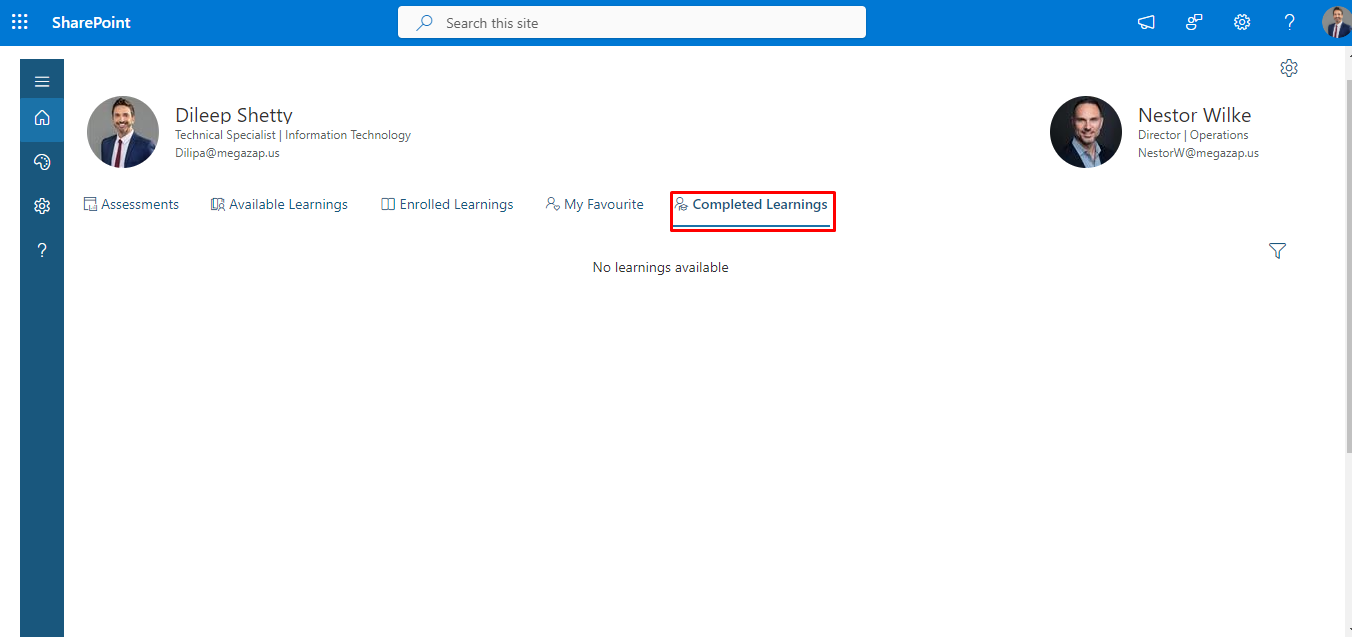 SharePoint
Search this site
Dileep Shetty
Technical Specialist | Information Technology
Dilipa@megazap.us
Nestor Wilke
Director | Operations
NestorW@megazap.us
Assessments Available Learnings Enrolled Learnings My Favourite Completed Learnings
No learnings available